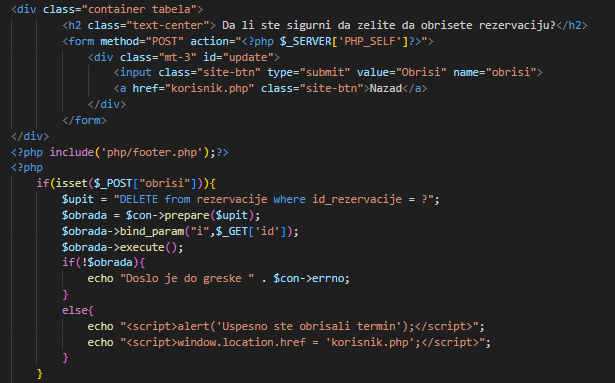 <div class="container tabela">
<h2 class="text-center"> Da li ste sigurni da zelite da obrisete rezervaciju?</h2>
<form method="POST" action="<?php $_SERVER['PHP_SELF']?>">
<div class="mt-3" id="update">
<input class="site-btn" type="submit" value="Obrisi" name="obrisi">
<a href="korisnik.php" class="site-btn">Nazad</a>
</div>
</form>
</div>
<?php include('php/footer.php');?>
<?php
if(isset($_POST["obrisi"])){
$upit = "DELETE from rezervacije where id_rezervacije = ?";
$obrada = $con->prepare($upit);
$obrada->bind_param("i",$_GET['id']);
$obrada->execute();
if(!$obrada){
echo "Doslo je do greske " . $con->errno;
}
else{
echo "<script>alert('Uspesno ste obrisali termin');</script>";
echo "<script>window.location.href = 'korisnik.php';</script>";
}
}